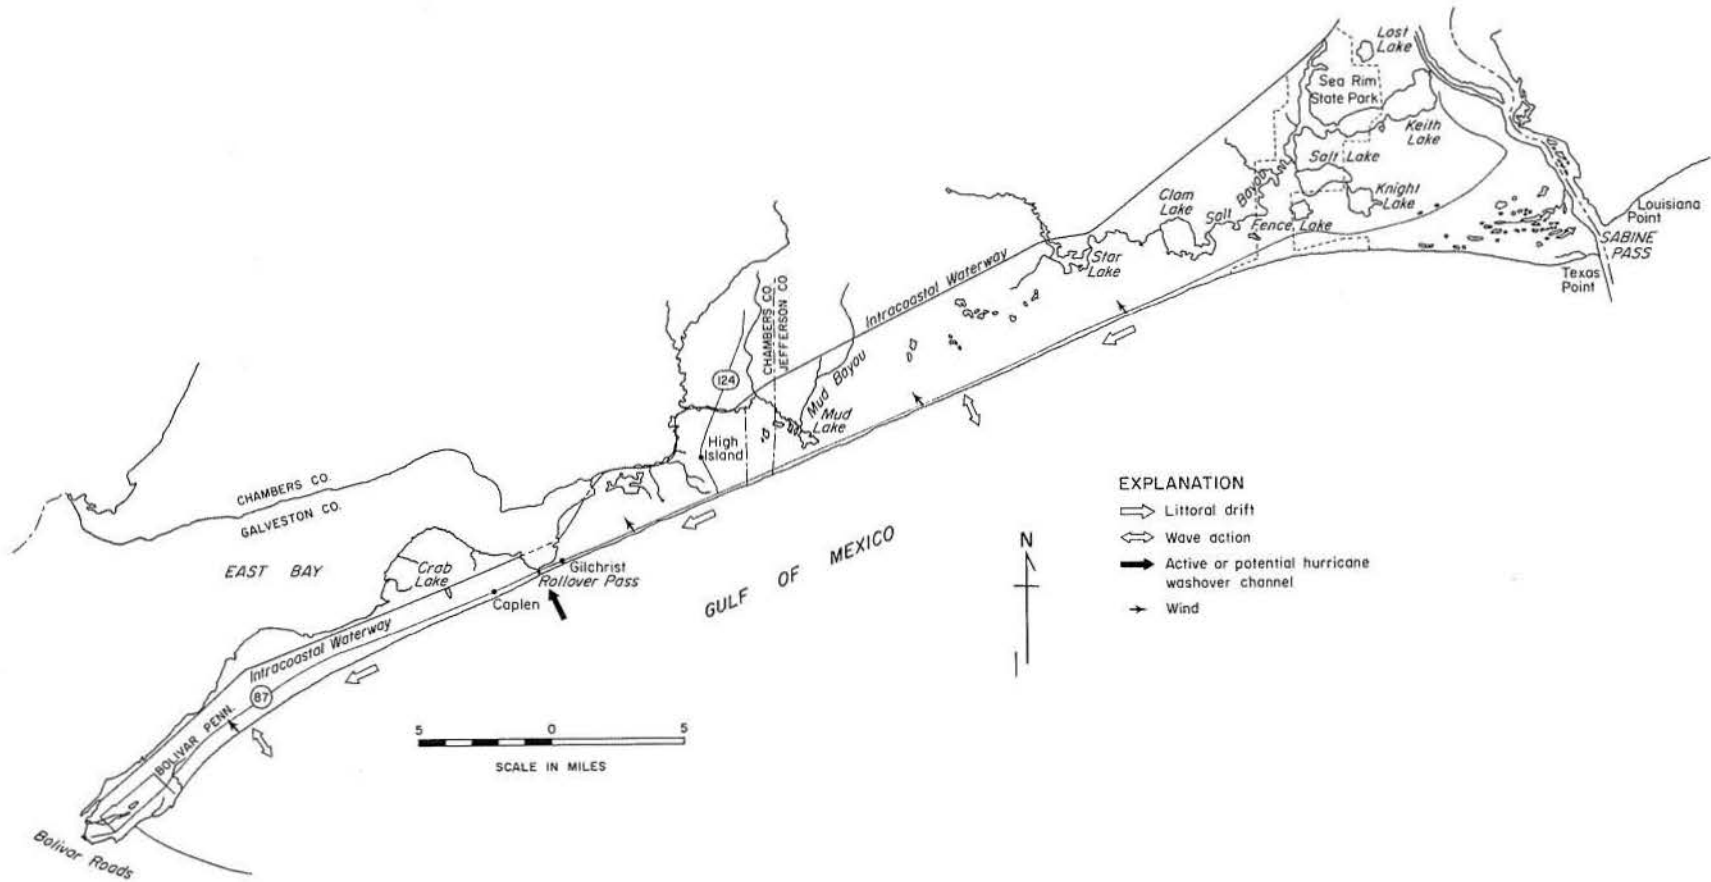 Lost
Lake
Sea Rim
State Park
Keith
Lake
Salt Lake
Knight
Lake
Fence Lake
Salt Bayou
Clam
Lake
Star
Lake
Louisiana
Point
SABINE
PASS
Texas
Point
Intracoastal Waterway
CHAMBERS CO
JEFFERSON CO
124
Mud Bayou
Mud
Lake
High
Island
CHAMBERS CO.
GALVESTON CO.
EAST BAY
Crab
Lake
Gilchrist
Rollover Pass
Caplen
GULF OF MEXICO
Intracoastal Waterway
87
BOLIVAR PENN.
Bolivar Roads
EXPLANATION
Littoral drift
Wave action
Active or potential hurricane
washover channel
Wind
N
5 0 5
SCALE IN MILES